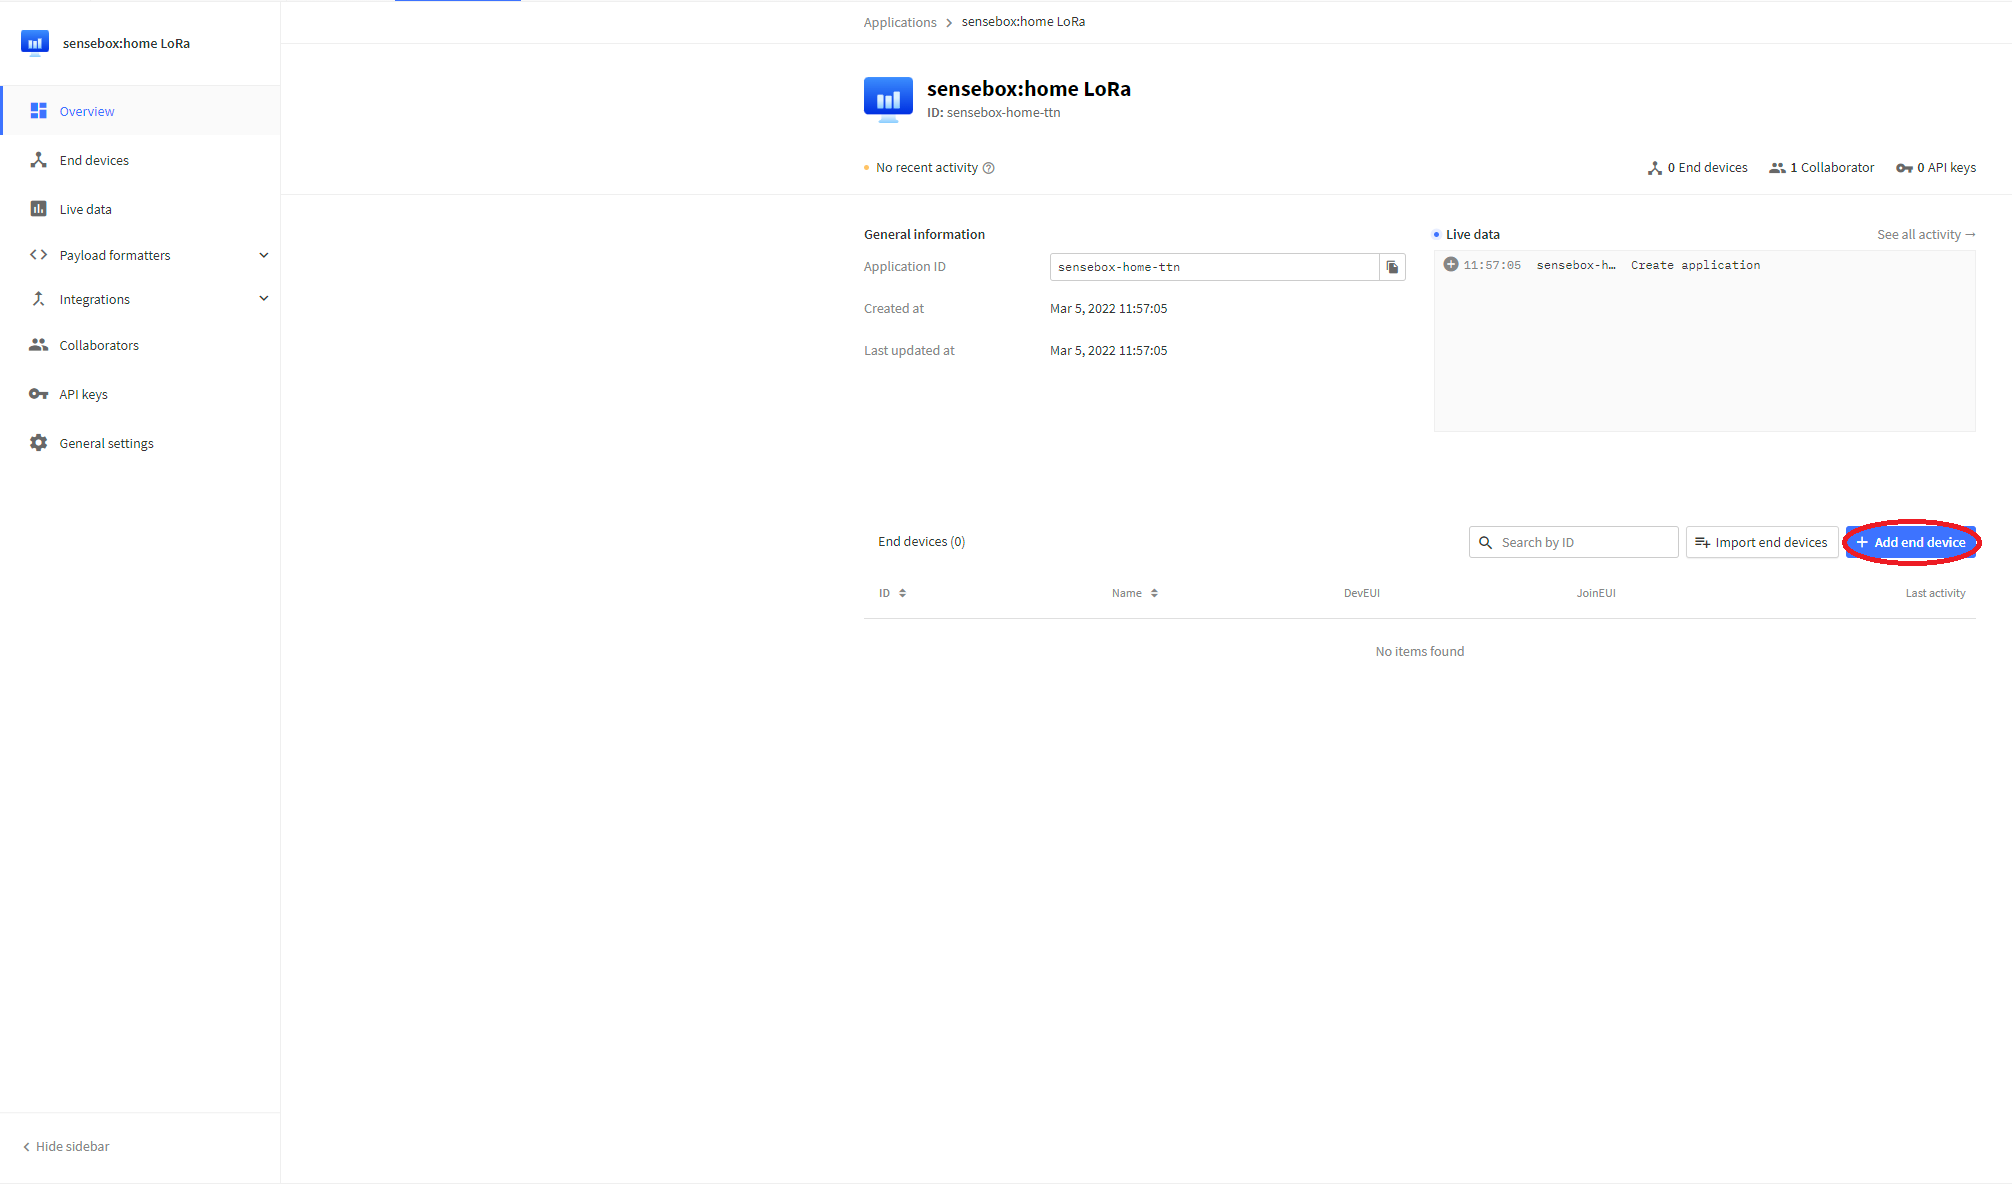 sensebox:home LoRa
Overview
End devices
Live data
Payload formatters
Integrations
Collaborators
API keys
General settings
Hide sidebar
Applications > sensebox:home LoRa
sensebox:home LoRa
ID: sensebox-home-ttn
No recent activity
0 End devices 1 Collaborator 0 API keys
General information
Application ID sensebox-home-ttn
Created at Mar 5, 2022 11:57:05
Last updated at Mar 5, 2022 11:57:05
Live data See all activity →
11:57:05 sensebox-h… Create application
End devices (0) Search by ID Import end devices + Add end device
ID Name DevEUI JoinEUI Last activity
No items found